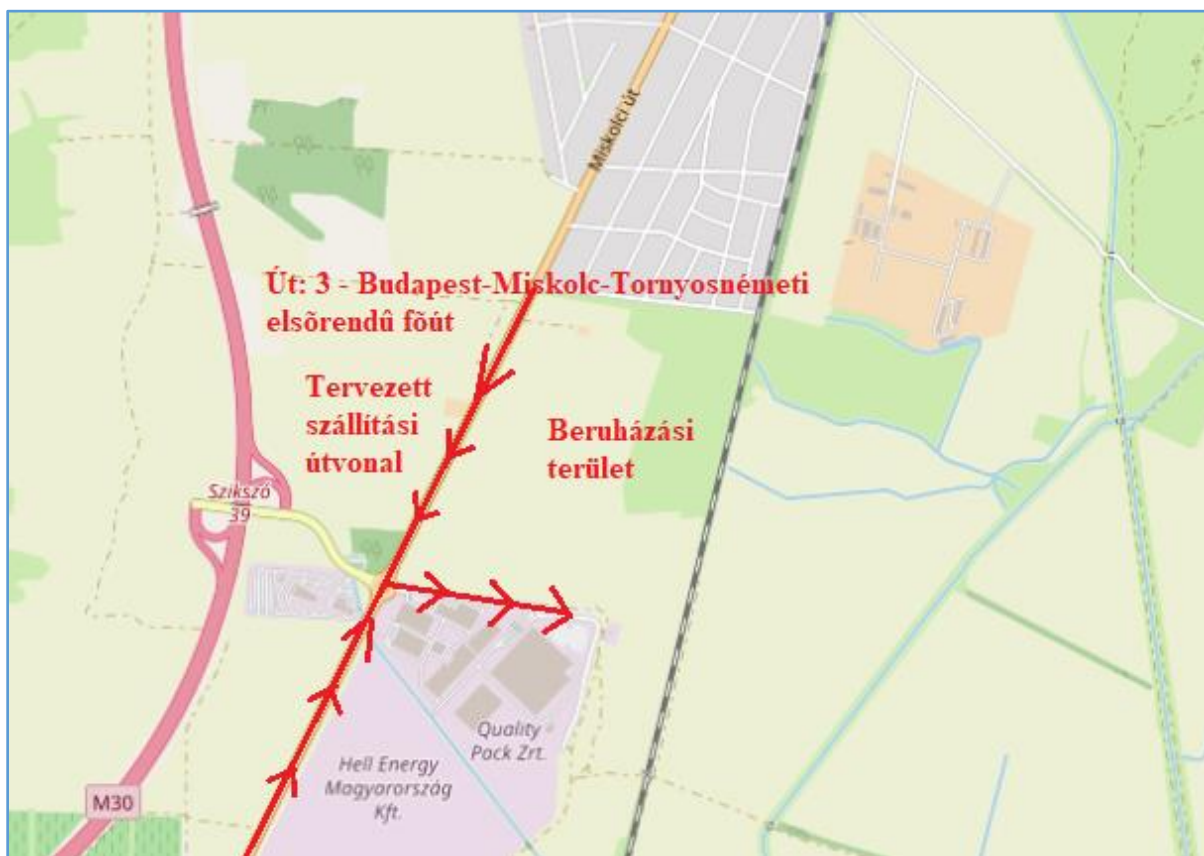 Miskolci út
Út: 3 - Budapest-Miskolc-Tornyosnémeti
elsõrendû fõút
Tervezett
szállítási
útvonal
Beruházási
terület
Szikszó
39
Quality
Pack Zrt.
Hell Energy
Magyarország
Kft.
M30